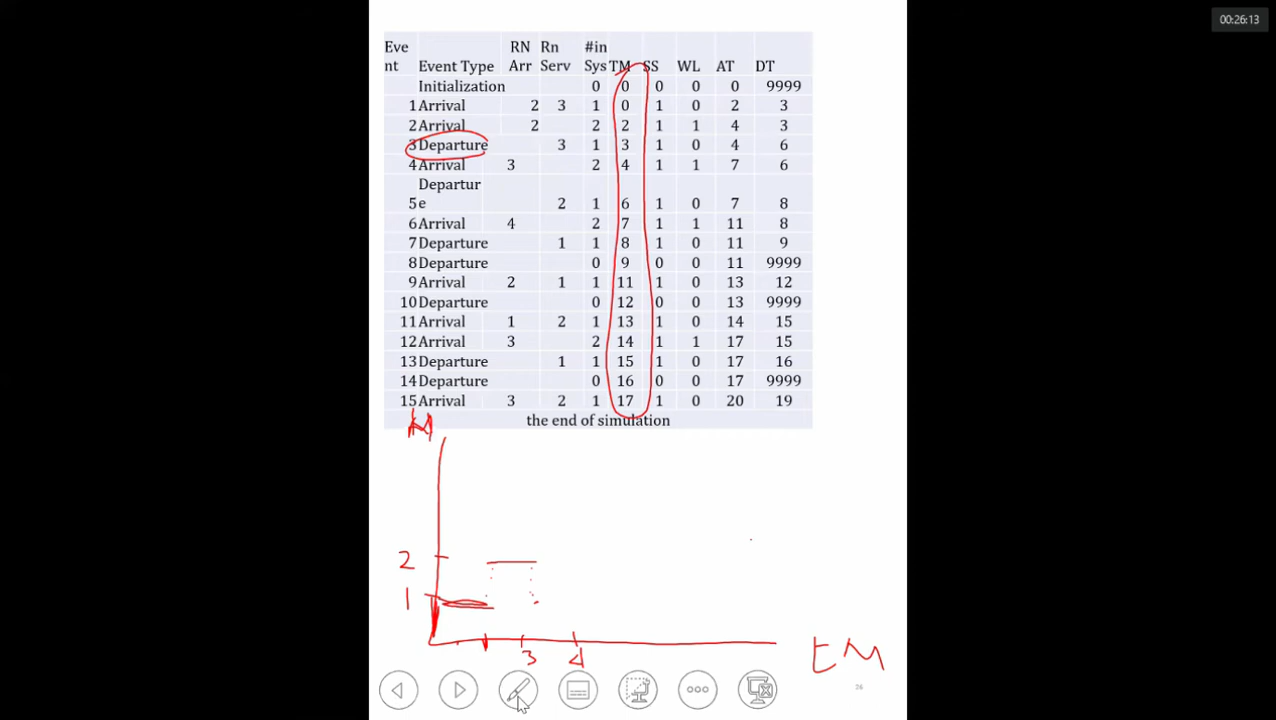 00:26:13
Eve nt Event Type RN Arr Rn Serv #in Sys TM SS WL AT DT
Initialization 0 0 0 0 0 9999
1 Arrival 2 3 1 0 1 0 2 3
2 Arrival 2 2 2 1 1 4 3
3 Departure 3 1 3 1 0 4 6
4 Arrival 3 2 4 1 1 7 6
5 Departure 2 1 6 1 0 7 8
6 Arrival 4 2 7 1 1 11 8
7 Departure 1 1 8 1 0 11 9
8 Departure 0 9 0 0 11 9999
9 Arrival 2 1 1 11 1 0 13 12
10 Departure 0 12 0 0 13 9999
11 Arrival 1 2 1 13 1 0 14 15
12 Arrival 3 2 14 1 1 17 15
13 Departure 1 1 15 1 0 17 16
14 Departure 0 16 0 0 17 9999
15 Arrival 3 2 1 17 1 0 20 19
the end of simulation
2
1
3 4
26